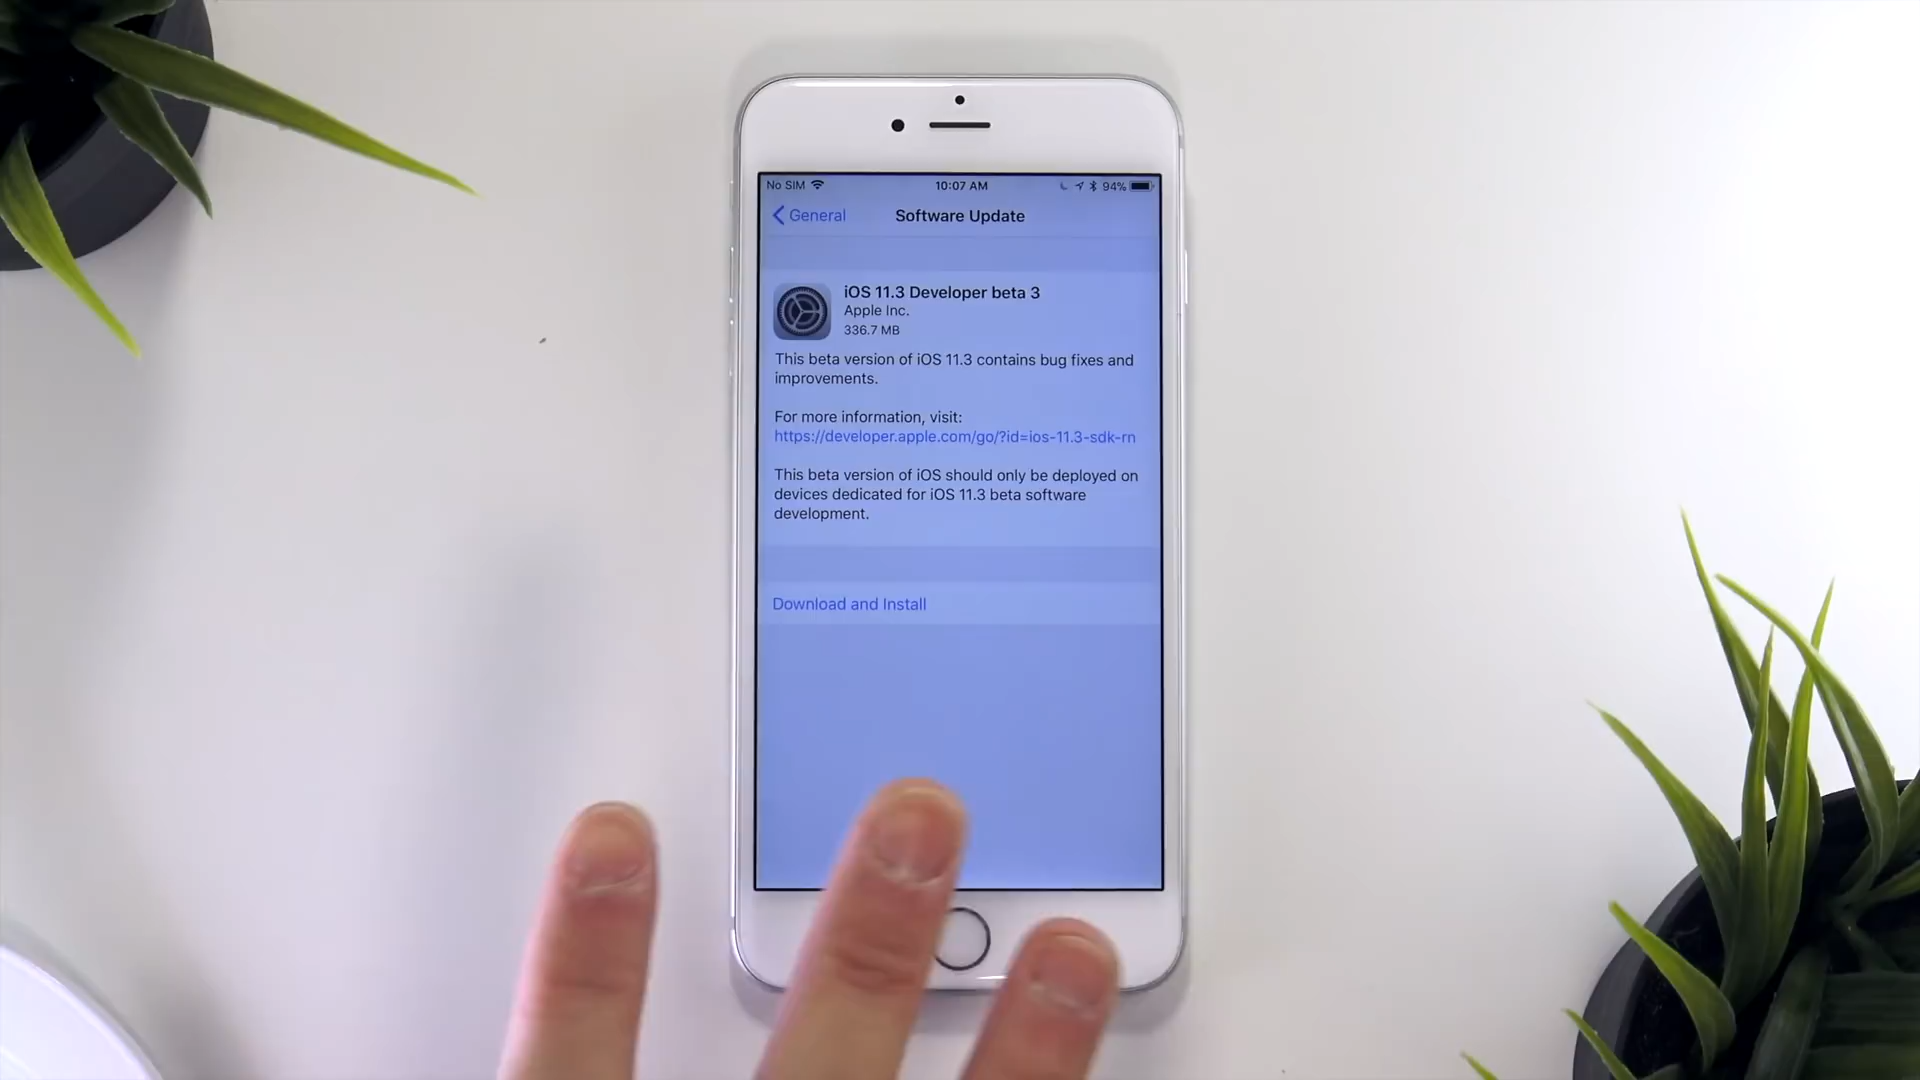 No SIM 10:07 AM 94%
General Software Update
iOS 11.3 Developer beta 3
Apple Inc.
336.7 MB
This beta version of iOS 11.3 contains bug fixes and
improvements.
For more information, visit:
https://developer.apple.com/go/?id=ios-11.3-sdk-rn
This beta version of iOS should only be deployed on
devices dedicated for iOS 11.3 beta software
development.
Download and Install